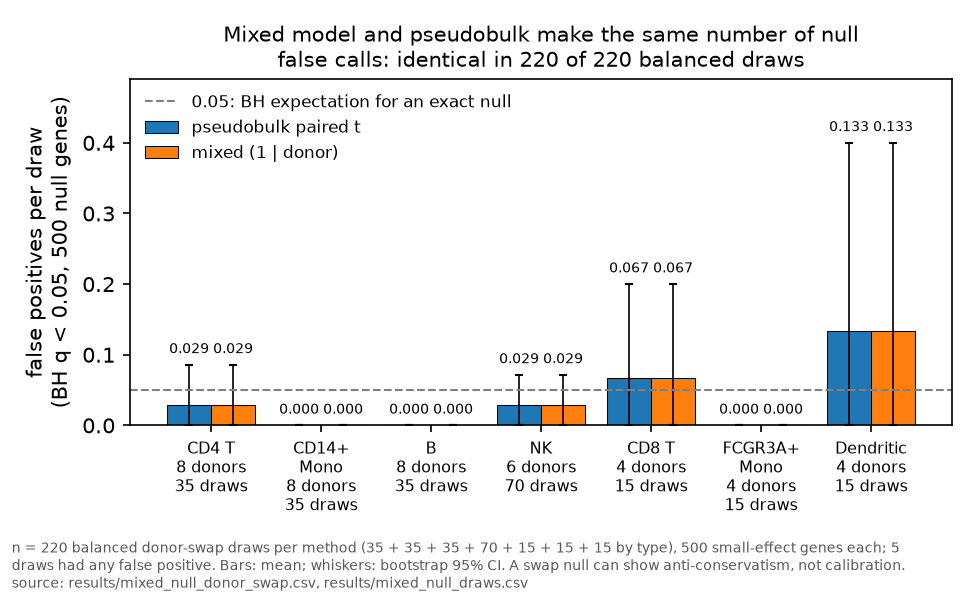 Mixed model and pseudobulk make the same number of null
false calls: identical in 220 of 220 balanced draws
false positives per draw
(BH q < 0.05, 500 null genes)
0.4
0.3
0.2
0.1
0.0
0.05: BH expectation for an exact null
pseudobulk paired t
mixed (1 | donor)
0.029 0.029
0.000 0.000
0.000 0.000
0.029 0.029
0.067 0.067
0.000 0.000
0.133 0.133
CD4 T
8 donors
35 draws
CD14+
Mono
8 donors
35 draws
B
8 donors
35 draws
NK
6 donors
70 draws
CD8 T
4 donors
15 draws
FCGR3A+
Mono
4 donors
15 draws
Dendritic
4 donors
15 draws
n = 220 balanced donor-swap draws per method (35 + 35 + 35 + 70 + 15 + 15 + 15 by type), 500 small-effect genes each; 5
draws had any false positive. Bars: mean; whiskers: bootstrap 95% CI. A swap null can show anti-conservatism, not calibration.
source: results/mixed_null_donor_swap.csv, results/mixed_null_draws.csv